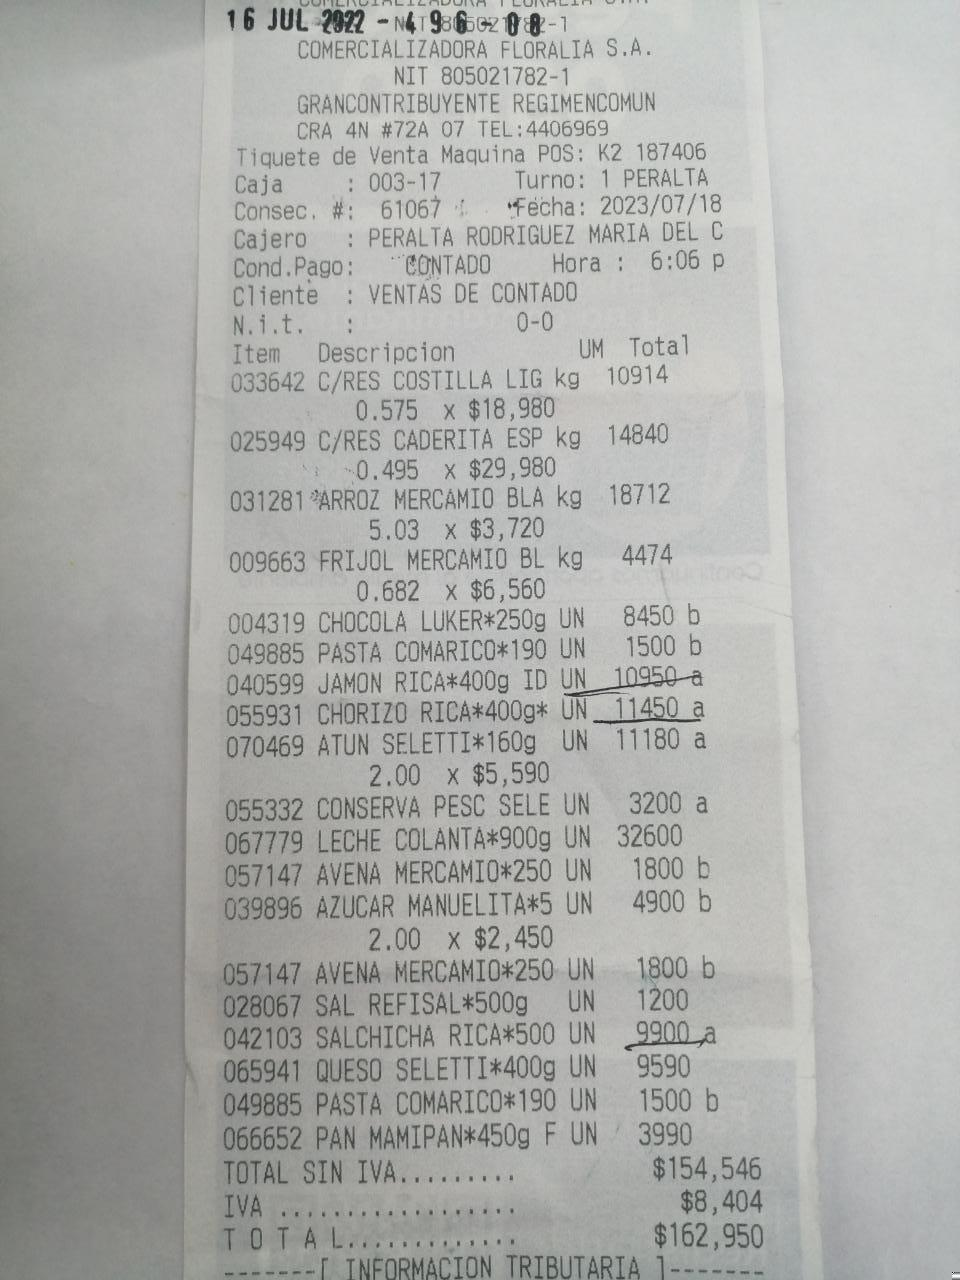 16 JUL 2022 - 496-08
COMERCIALIZADORA FLORALIA S.A.
NIT 805021782-1
GRANCONTRIBUYENTE REGIMENCOMUN
CRA 4N #72A 07 TEL:4406969
Tiquete de Venta Maquina POS: K2 187406
Caja : 003-17 Turno: 1 PERALTA
Consec. #: 61067 Fecha: 2023/07/18
Cajero : PERALTA RODRIGUEZ MARIA DEL C
Cond.Pago: CONTADO Hora : 6:06 p
Cliente : VENTAS DE CONTADO
N.i.t. : 0-0
Item Descripcion UM Total
033642 C/RES COSTILLA LIG kg 10914
0.575 x $18,980
025949 C/RES CADERITA ESP kg 14840
0.495 x $29,980
031281 ARROZ MERCAMIO BLA kg 18712
5.03 x $3,720
009663 FRIJOL MERCAMIO BL kg 4474
0.682 x $6,560
004319 CHOCOLA LUKER*250g UN 8450 b
049885 PASTA COMARICO*190 UN 1500 b
040599 JAMON RICA*400g ID UN 10950 a
055931 CHORIZO RICA*400g* UN 11450 a
070469 ATUN SELETTI*160g UN 11180 a
2.00 x $5,590
055332 CONSERVA PESC SELE UN 3200 a
067779 LECHE COLANTA*900g UN 32600
057147 AVENA MERCAMIO*250 UN 1800 b
039896 AZUCAR MANUELITA*5 UN 4900 b
2.00 x $2,450
057147 AVENA MERCAMIO*250 UN 1800 b
028067 SAL REFISAL*500g UN 1200
042103 SALCHICHA RICA*500 UN 9900 a
065941 QUESO SELETTI*400g UN 9590
049885 PASTA COMARICO*190 UN 1500 b
066652 PAN MAMIPAN*450g F UN 3990
TOTAL SIN IVA......... $154,546
IVA .................. $8,404
T O T A L............. $162,950
-------[ INFORMACION TRIBUTARIA ]-------